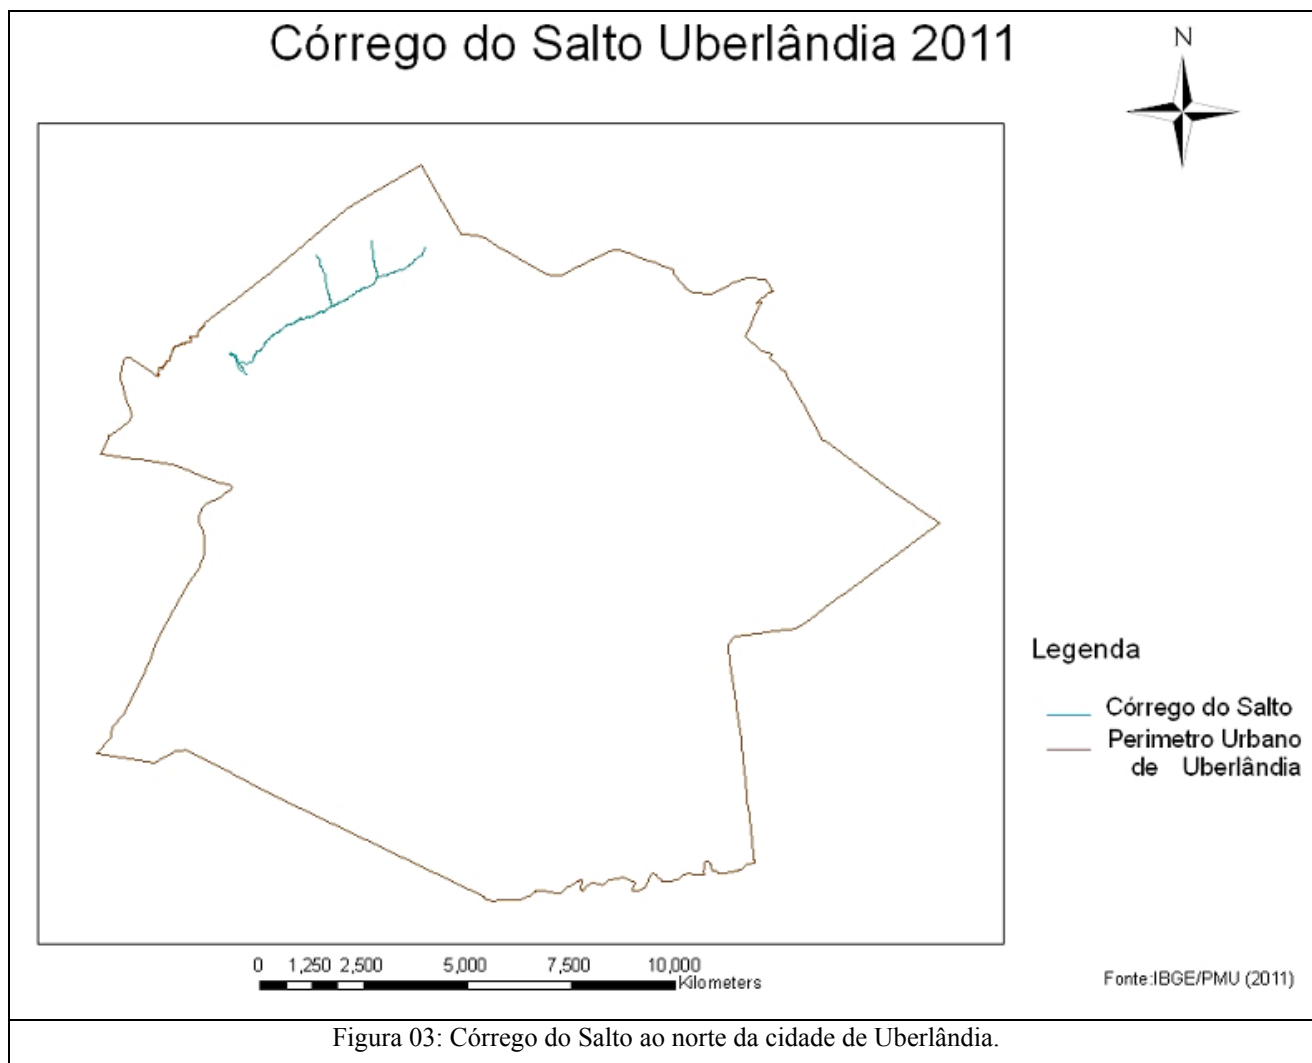 Córrego do Salto Uberlândia 2011
N
Legenda
Córrego do Salto
Perimetro Urbano
de Uberlândia
0 1,250 2,500 5,000 7,500 10,000
Kilometers
Fonte:IBGE/PMU (2011)
Figura 03: Córrego do Salto ao norte da cidade de Uberlândia.